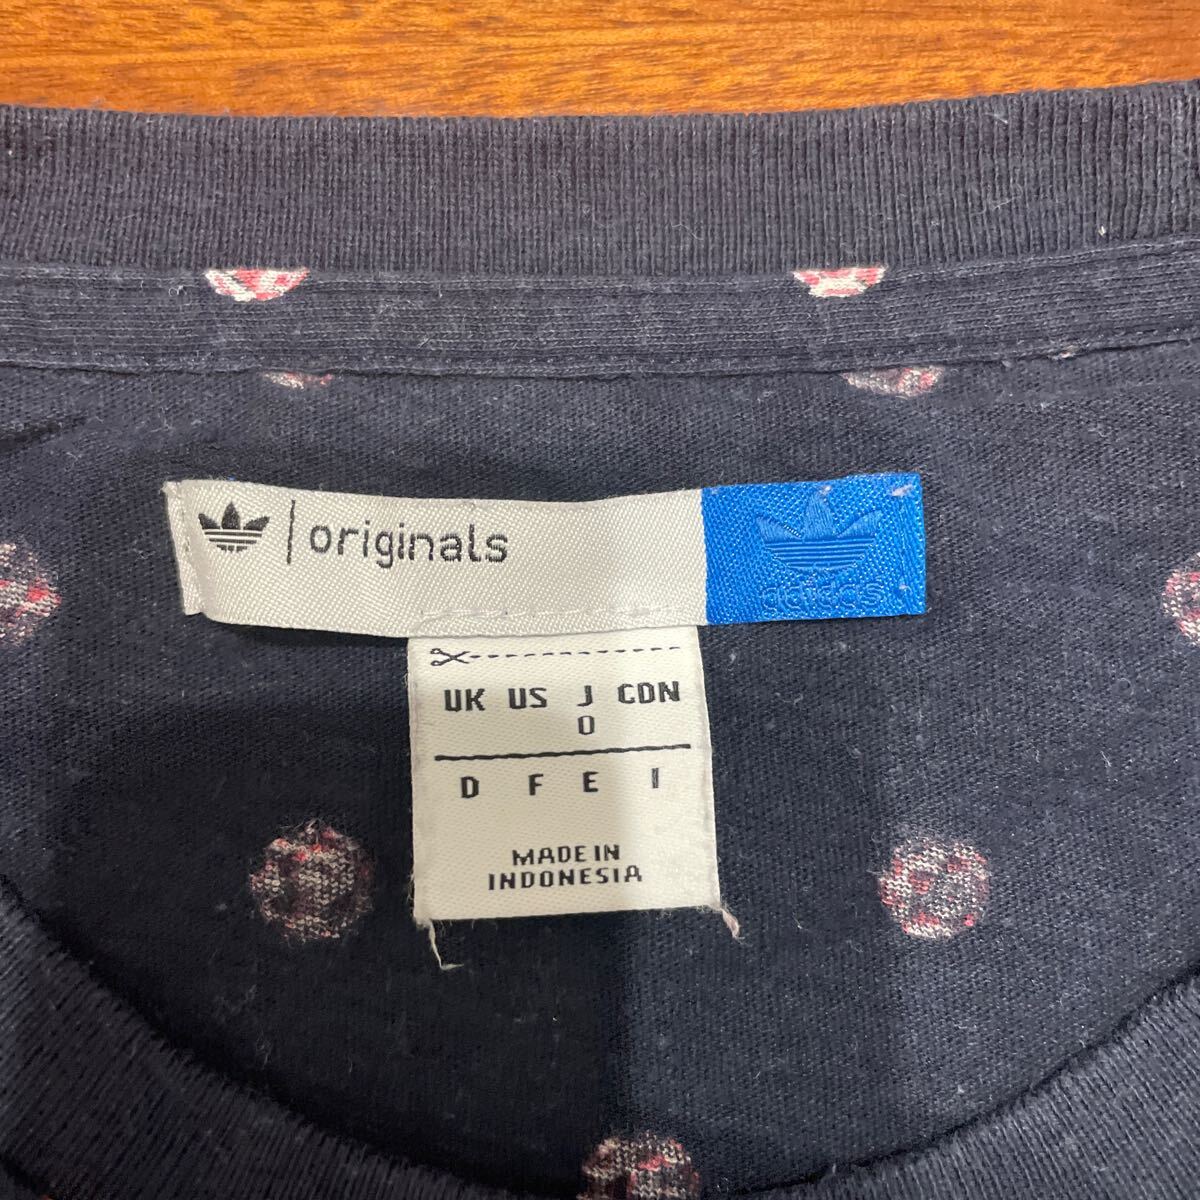 originals
adidas
UK US J CDN
O
D F E I
MADE IN
INDONESIA